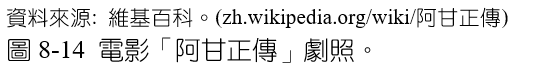 資料來源: 維基百科。(zh.wikipedia.org/wiki/阿甘正傳)
圖 8-14 電影「阿甘正傳」劇照。